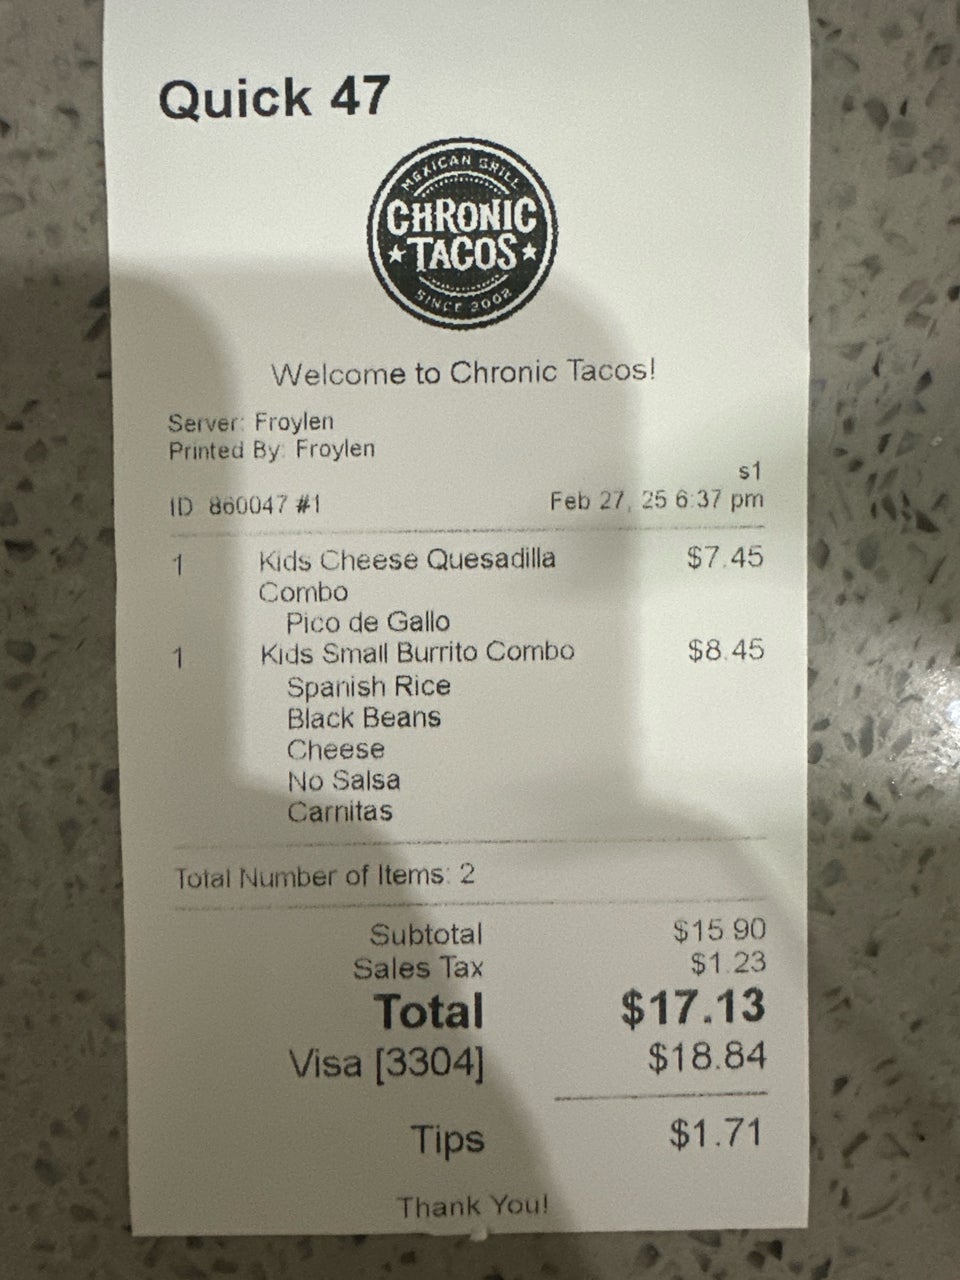 Quick 47
MEXICAN GRILL
CHRONIC
TACOS
SINCE 2002
Welcome to Chronic Tacos!
Server: Froylen
Printed By: Froylen
s1
ID 860047 #1 Feb 27, 25 6:37 pm
1 Kids Cheese Quesadilla $7.45
Combo
Pico de Gallo
1 Kids Small Burrito Combo $8.45
Spanish Rice
Black Beans
Cheese
No Salsa
Carnitas
Total Number of Items: 2
Subtotal $15.90
Sales Tax $1.23
Total $17.13
Visa [3304] $18.84
Tips $1.71
Thank You!